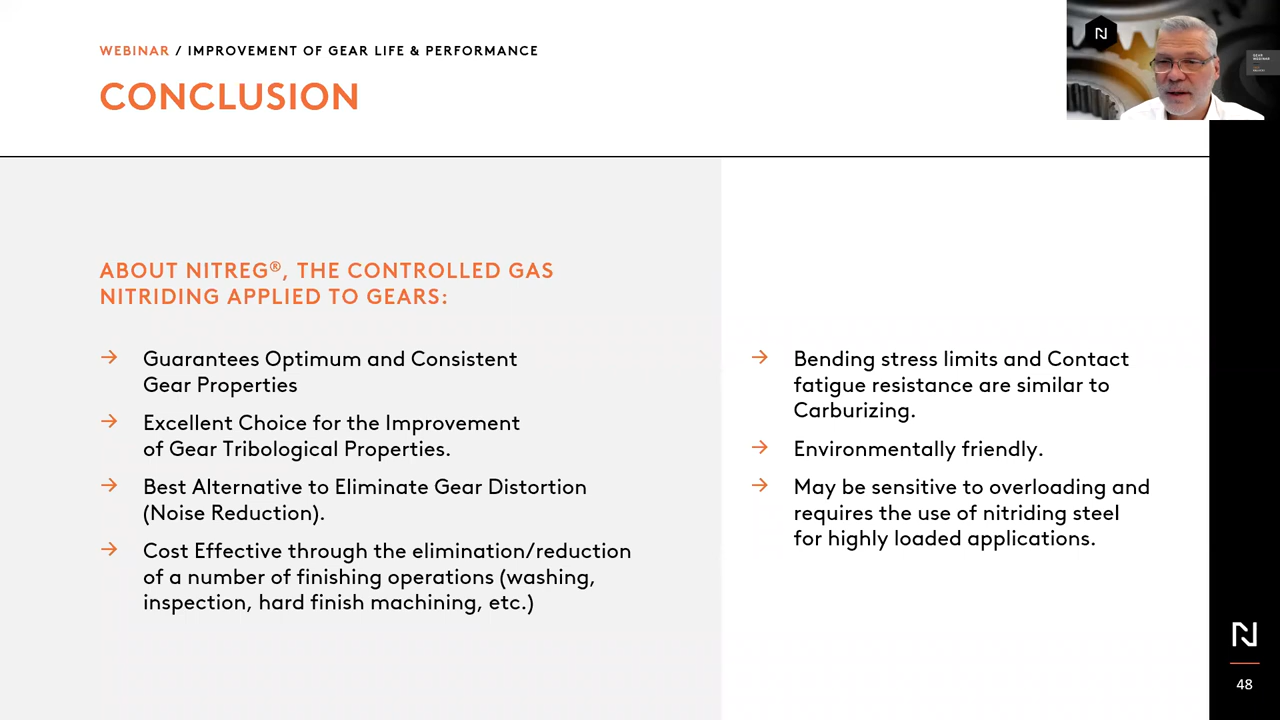 WEBINAR / IMPROVEMENT OF GEAR LIFE & PERFORMANCE
CONCLUSION
ABOUT NITREG®, THE CONTROLLED GAS
NITRIDING APPLIED TO GEARS:
→ Guarantees Optimum and Consistent
Gear Properties
→ Excellent Choice for the Improvement
of Gear Tribological Properties.
→ Best Alternative to Eliminate Gear Distortion
(Noise Reduction).
→ Cost Effective through the elimination/reduction
of a number of finishing operations (washing,
inspection, hard finish machining, etc.)
→ Bending stress limits and Contact
fatigue resistance are similar to
Carburizing.
→ Environmentally friendly.
→ May be sensitive to overloading and
requires the use of nitriding steel
for highly loaded applications.
N
48
N
GEAR
WEBINAR